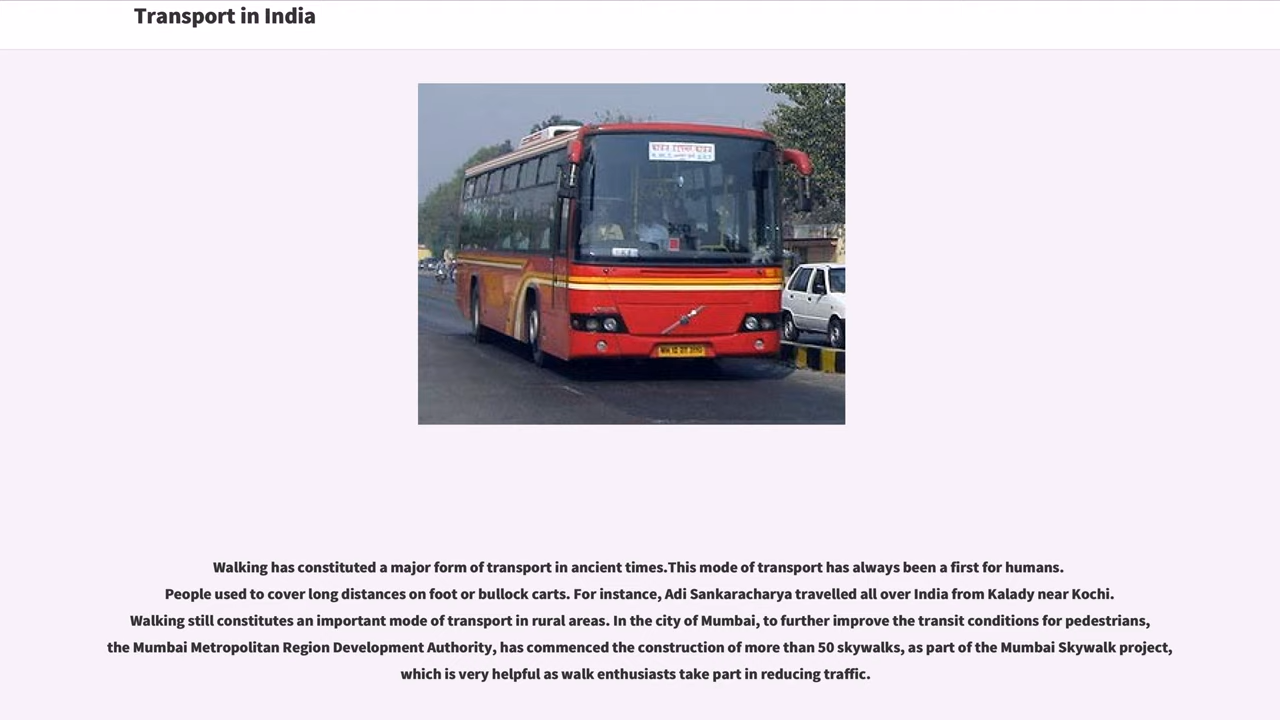 Transport in India
Walking has constituted a major form of transport in ancient times.This mode of transport has always been a first for humans.
People used to cover long distances on foot or bullock carts. For instance, Adi Sankaracharya travelled all over India from Kalady near Kochi.
Walking still constitutes an important mode of transport in rural areas. In the city of Mumbai, to further improve the transit conditions for pedestrians,
the Mumbai Metropolitan Region Development Authority, has commenced the construction of more than 50 skywalks, as part of the Mumbai Skywalk project,
which is very helpful as walk enthusiasts take part in reducing traffic.